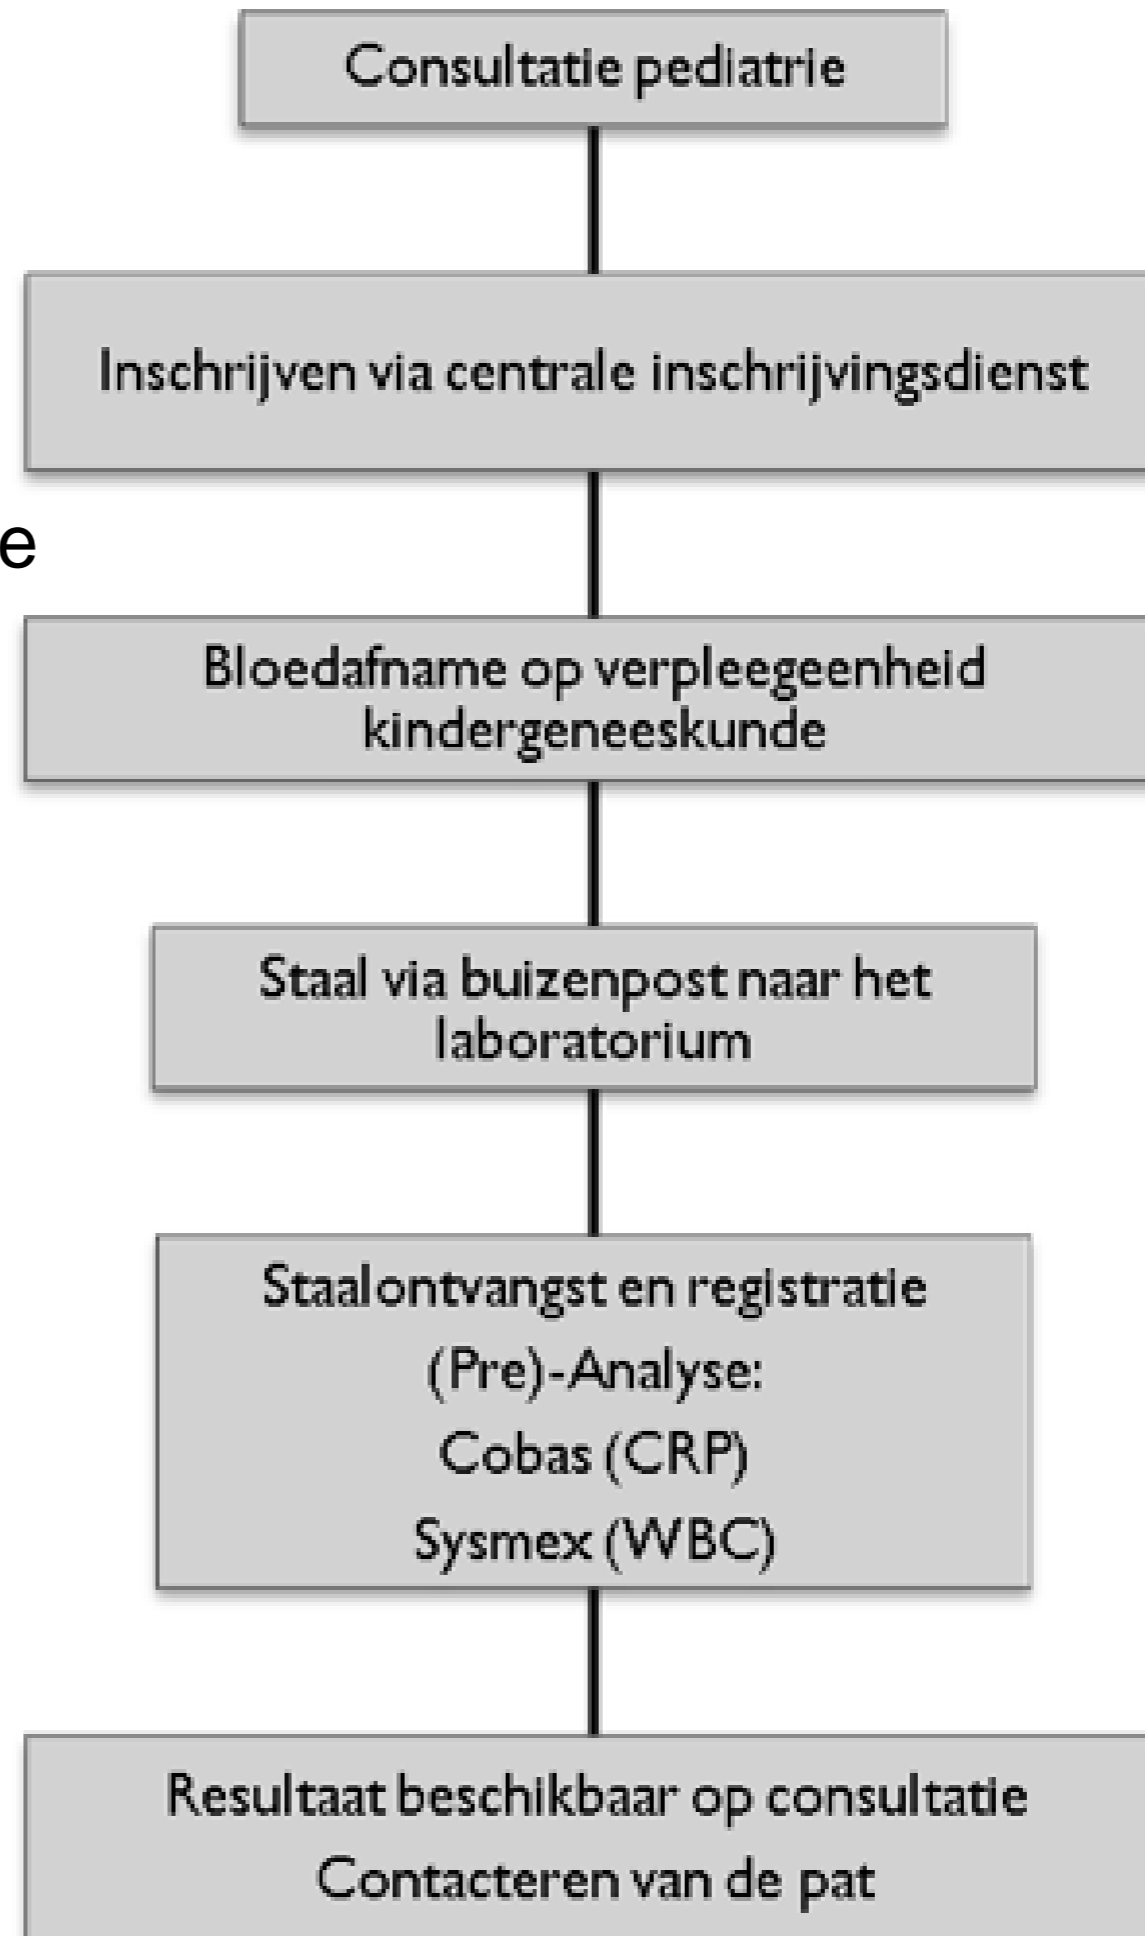 Consultatie pediatrie
Inschrijven via centrale inschrijvingsdienst
e
Bloedafname op verpleegeenheid
kindergeneeskunde
Staal via buizenpost naar het
laboratorium
Staalontvangst en registratie
(Pre)-Analyse:
Cobas (CRP)
Sysmex (WBC)
Resultaat beschikbaar op consultatie
Contacteren van de pat